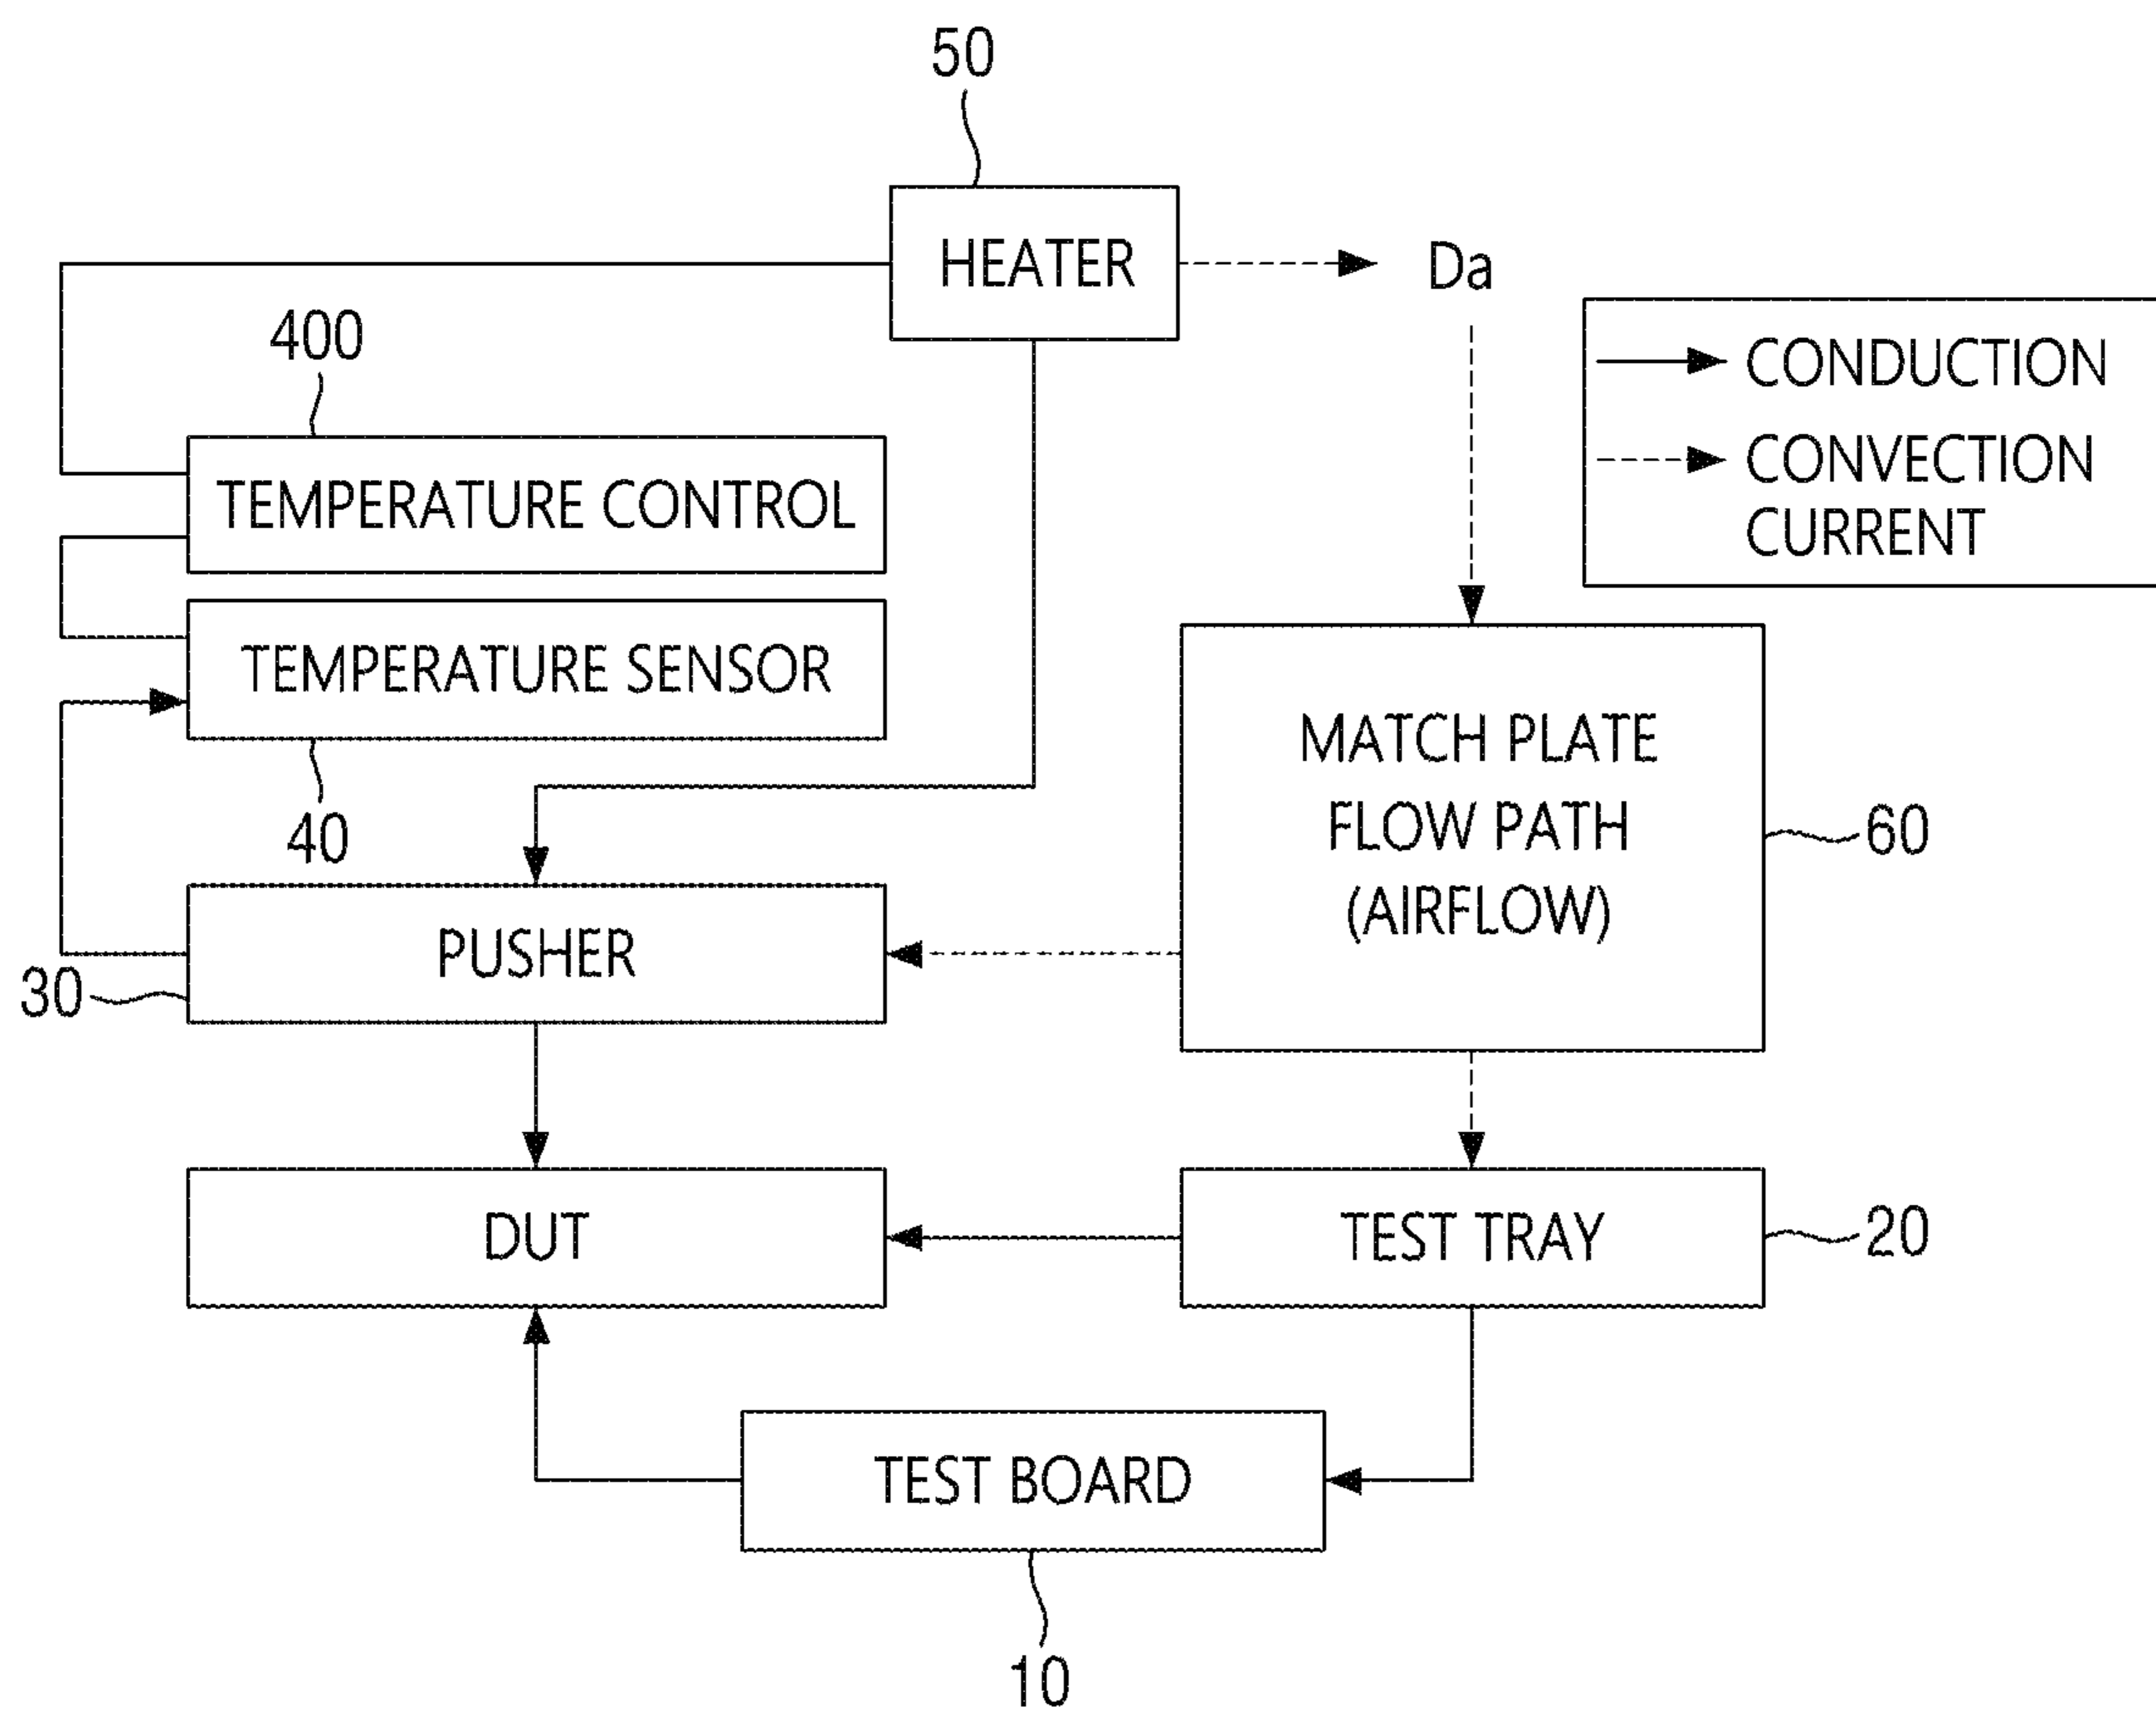 50
HEATER
Da
400
CONDUCTION
CONVECTION
CURRENT
TEMPERATURE CONTROL
TEMPERATURE SENSOR
40
MATCH PLATE
FLOW PATH
(AIRFLOW)
60
PUSHER
30
DUT
TEST TRAY
20
TEST BOARD
10